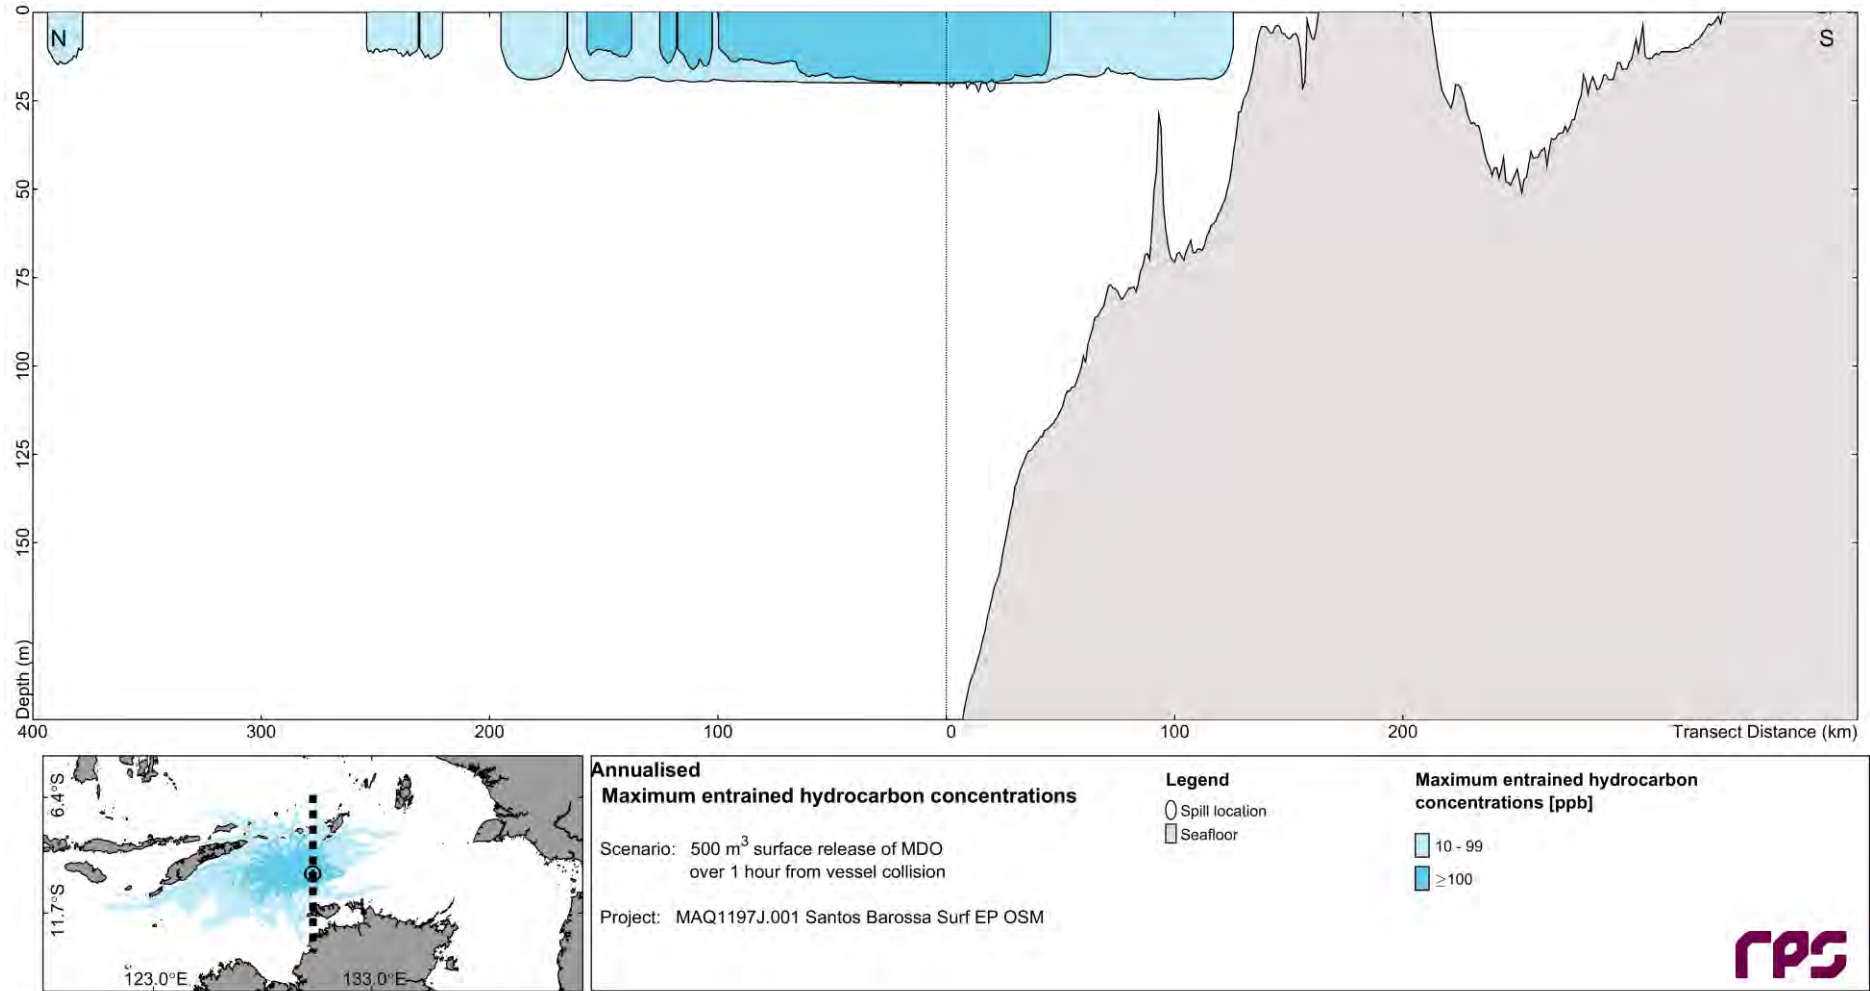 N
S
0
25
50
75
100
125
150
Depth (m)
400
300
200
100
0
100
200
Transect Distance (km)
6.4°S
11.7°S
123.0°E
133.0°E
Annualised
Maximum entrained hydrocarbon concentrations
Scenario: 500 m³ surface release of MDO
over 1 hour from vessel collision
Project: MAQ1197J.001 Santos Barossa Surf EP OSM
Legend
Spill location
Seafloor
Maximum entrained hydrocarbon
concentrations [ppb]
10 - 99
≥100
rps